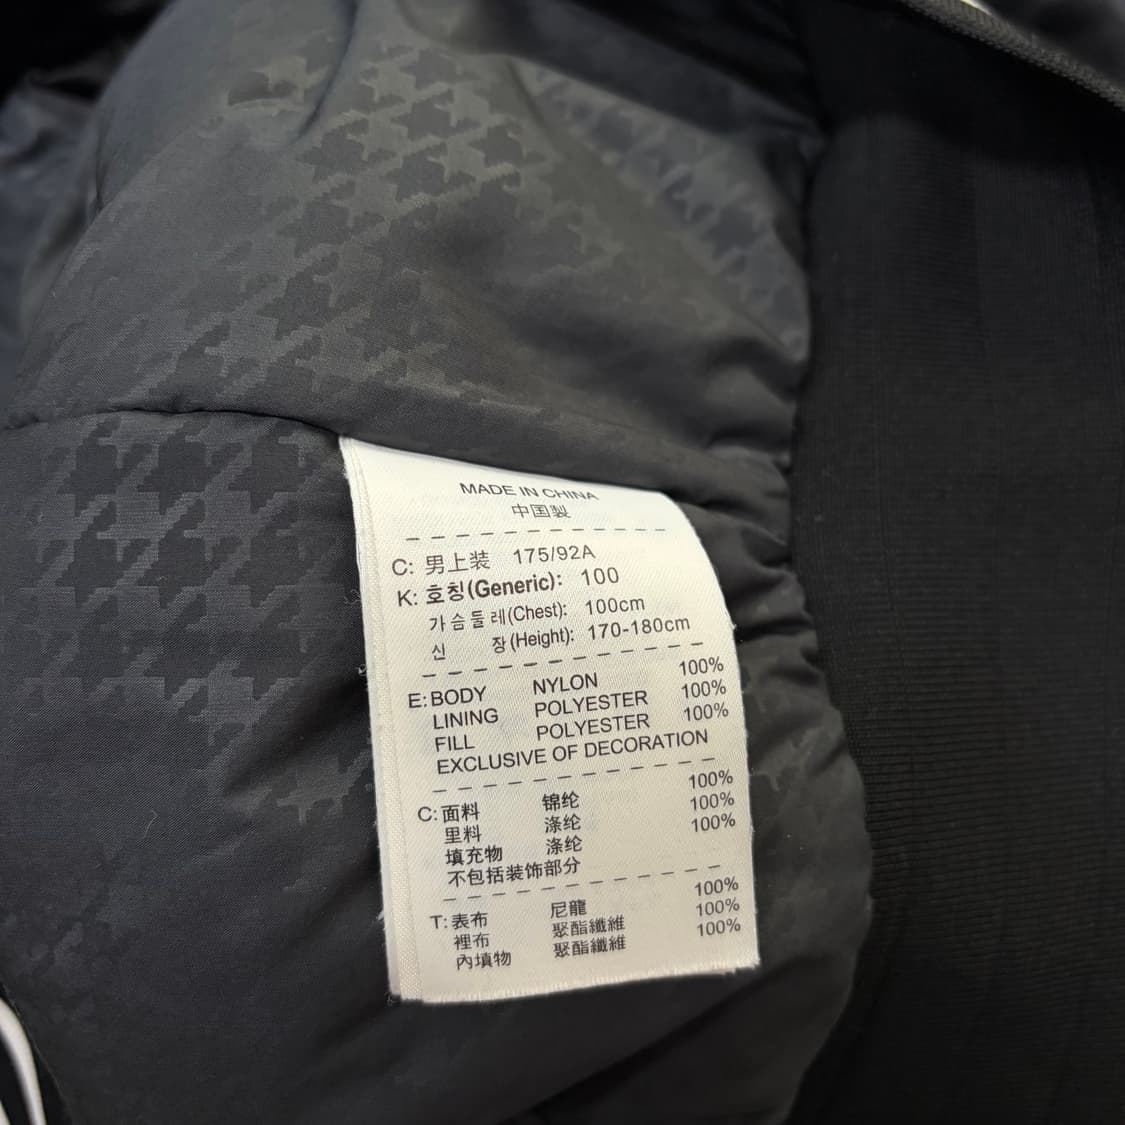 MADE IN CHINA
中国製
C: 男上装 175/92A
K: 호칭(Generic): 100
가슴둘레(Chest): 100cm
신 장(Height): 170-180cm
E: BODY NYLON 100%
LINING POLYESTER 100%
FILL POLYESTER 100%
EXCLUSIVE OF DECORATION
C: 面料 锦纶 100%
里料 涤纶 100%
填充物 涤纶 100%
不包括装饰部分
T: 表布 尼龍 100%
裡布 聚酯纖維 100%
內填物 聚酯纖維 100%